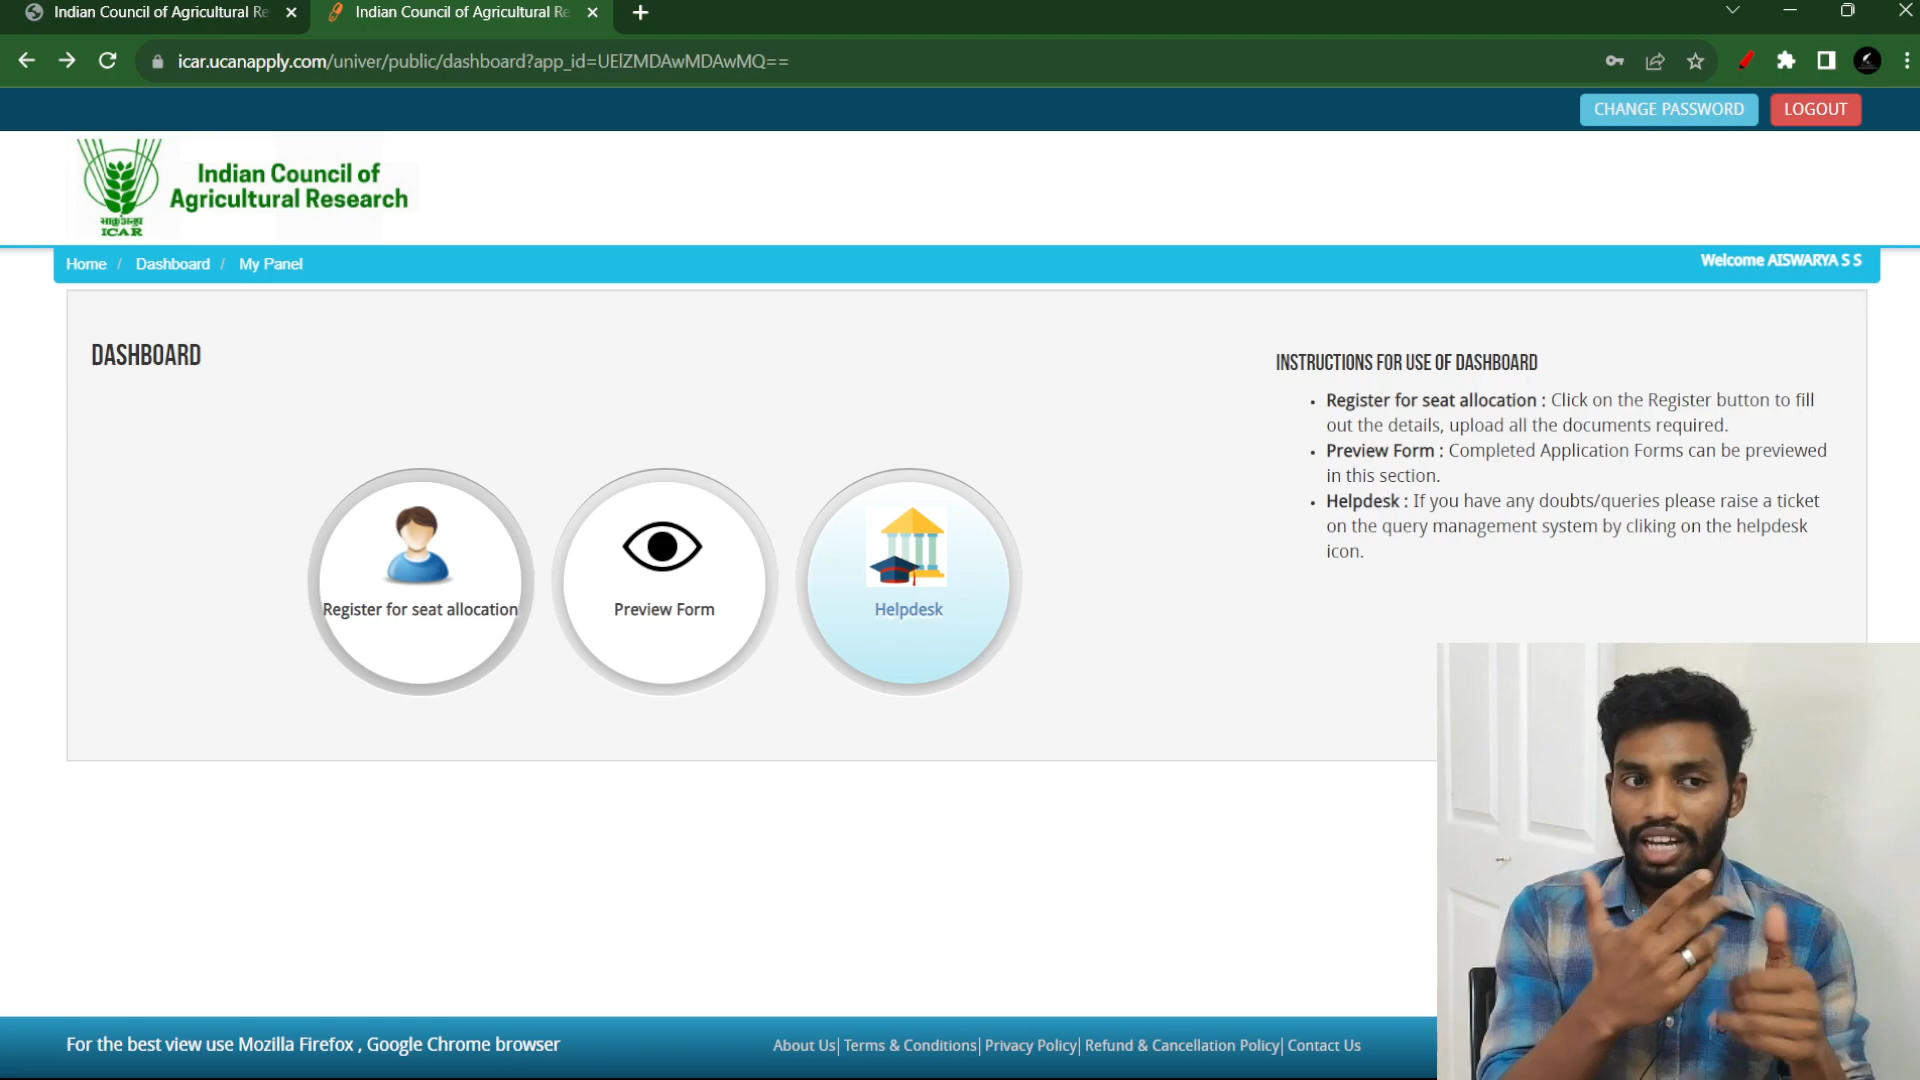 Indian Council of Agricultural Re
Indian Council of Agricultural Re
icar.ucanapply.com/univer/public/dashboard?app_id=UElZMDAwMDAwMQ==
CHANGE PASSWORD LOGOUT
भाकृअनुप
ICAR
Indian Council of
Agricultural Research
Home / Dashboard / My Panel
Welcome AISWARYA S S
DASHBOARD
Register for seat allocation
Preview Form
Helpdesk
INSTRUCTIONS FOR USE OF DASHBOARD
• Register for seat allocation : Click on the Register button to fill
out the details, upload all the documents required.
• Preview Form : Completed Application Forms can be previewed
in this section.
• Helpdesk : If you have any doubts/queries please raise a ticket
on the query management system by cliking on the helpdesk
icon.
For the best view use Mozilla Firefox , Google Chrome browser
About Us| Terms & Conditions| Privacy Policy| Refund & Cancellation Policy| Contact Us